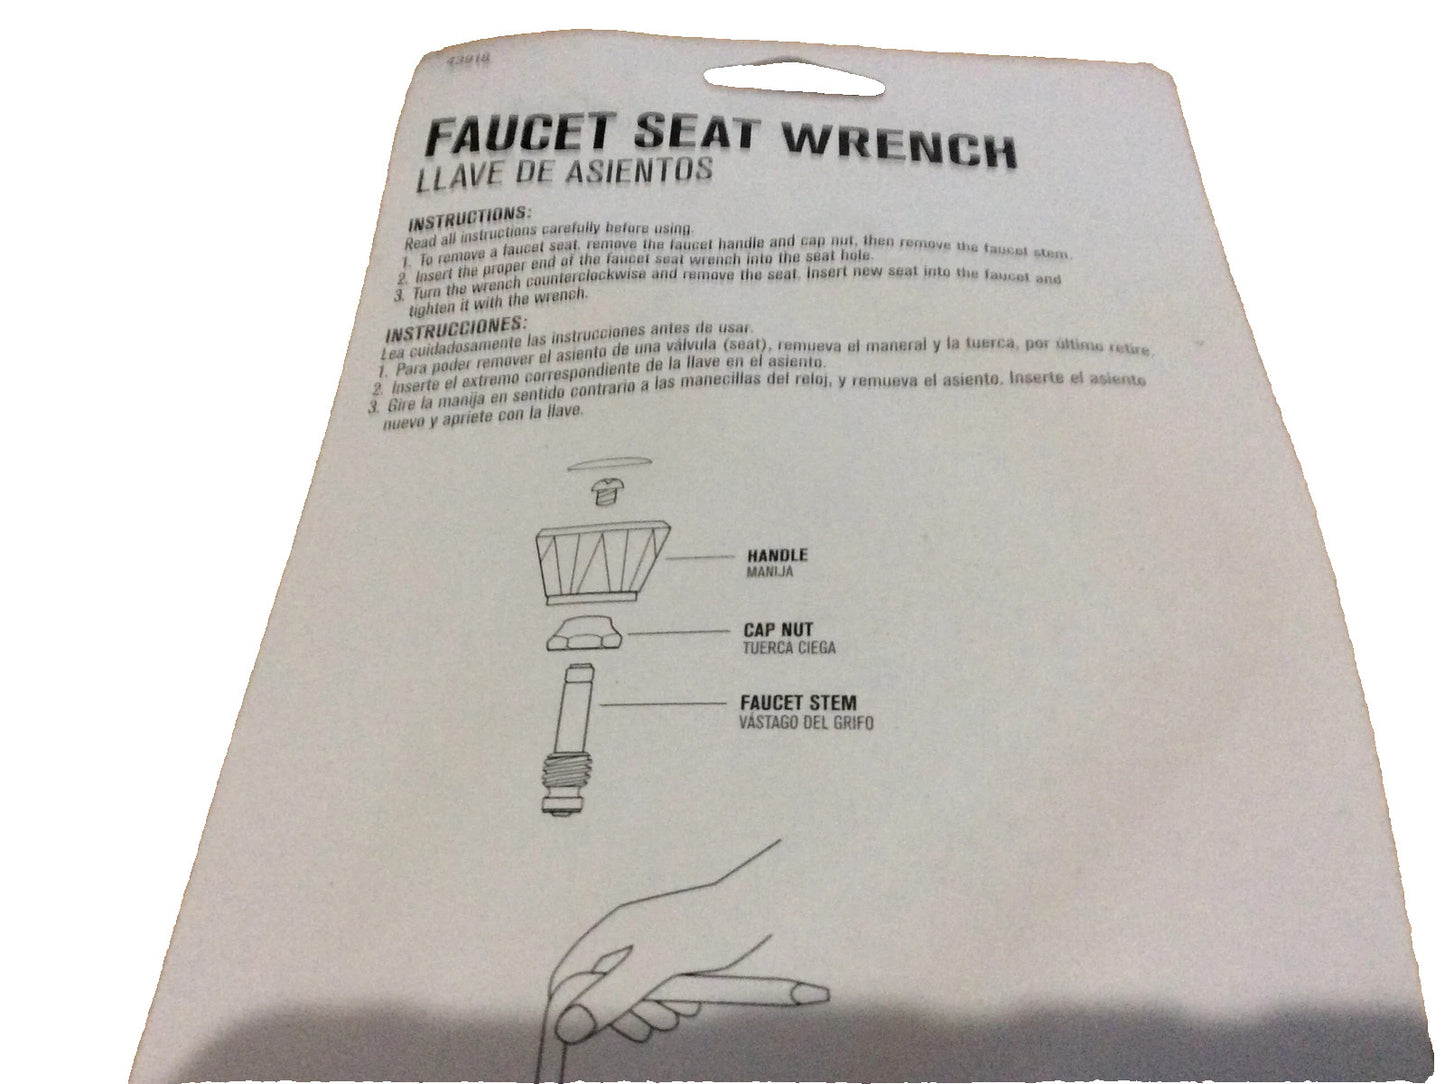 43918
FAUCET SEAT WRENCH
LLAVE DE ASIENTOS
INSTRUCTIONS:
Read all instructions carefully before using.
1. To remove a faucet seat, remove the faucet handle and cap nut, then remove the faucet stem.
2. Insert the proper end of the faucet seat wrench into the seat hole.
3. Turn the wrench counterclockwise and remove the seat. Insert new seat into the faucet and
tighten it with the wrench.
INSTRUCCIONES:
Lea cuidadosamente las instrucciones antes de usar.
1. Para poder remover el asiento de una válvula (seat), remueva el maneral y la tuerca, por último retire.
2. Inserte el extremo correspondiente de la llave en el asiento.
3. Gire la manija en sentido contrario a las manecillas del reloj, y remueva el asiento. Inserte el asiento
nuevo y apriete con la llave.
HANDLE
MANIJA
CAP NUT
TUERCA CIEGA
FAUCET STEM
VÁSTAGO DEL GRIFO